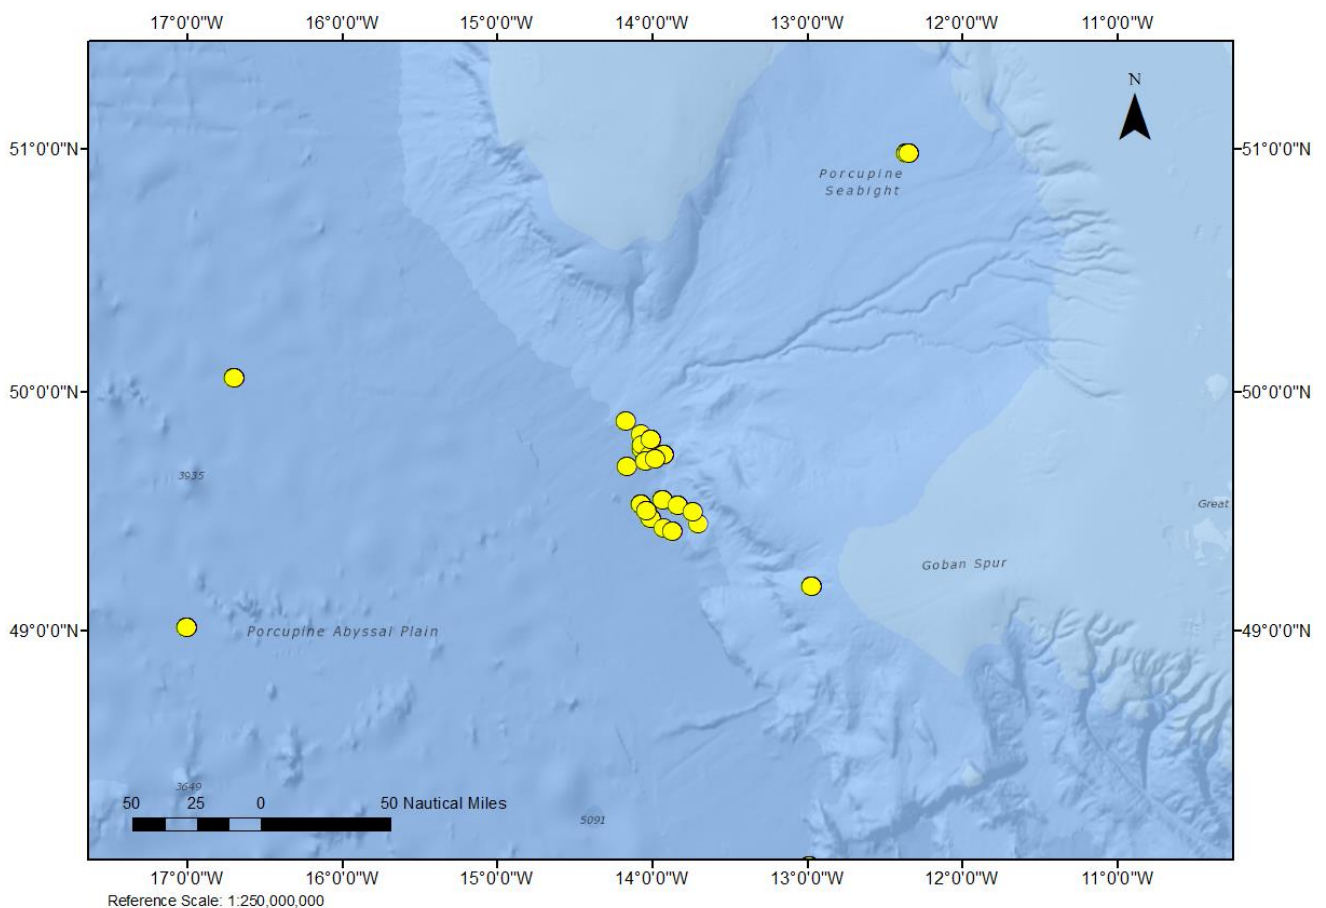 17°0'0"W 16°0'0"W 15°0'0"W 14°0'0"W 13°0'0"W 12°0'0"W 11°0'0"W
N
51°0'0"N 51°0'0"N
Porcupine
Seabight
50°0'0"N 50°0'0"N
3935
Great
Goban Spur
49°0'0"N Porcupine Abyssal Plain 49°0'0"N
3649
50 25 0 50 Nautical Miles
5091
17°0'0"W 16°0'0"W 15°0'0"W 14°0'0"W 13°0'0"W 12°0'0"W 11°0'0"W
Reference Scale: 1:250,000,000